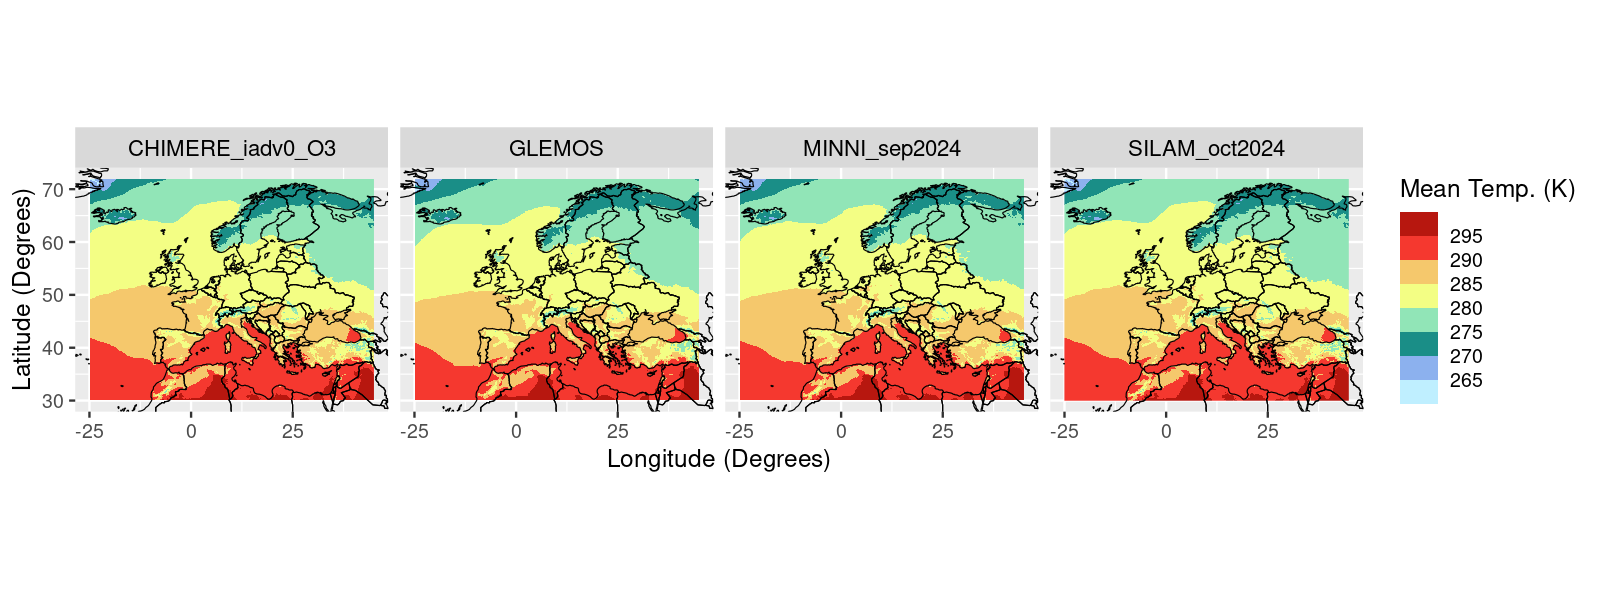 CHIMERE_iadv0_O3 GLEMOS MINNI_sep2024 SILAM_oct2024
Latitude (Degrees)
70
60
50
40
30
-25 0 25 -25 0 25 -25 0 25 -25 0 25
Longitude (Degrees)
Mean Temp. (K)
295
290
285
280
275
270
265